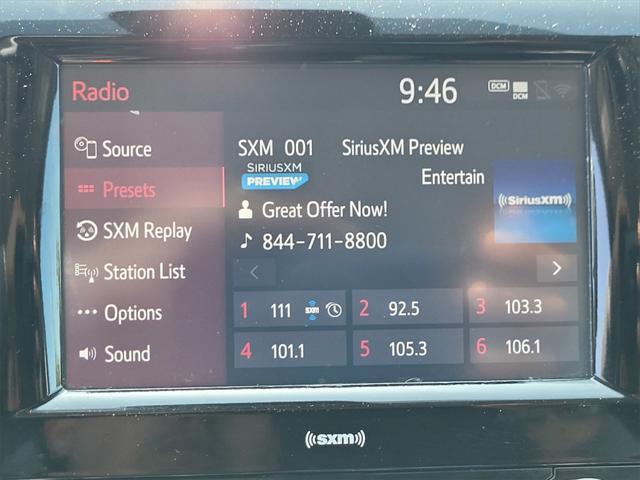 Radio
9:46
DCM
DCM
Source
Presets
SXM Replay
Station List
Options
Sound
SXM 001 SiriusXM Preview
SIRIUSXM
PREVIEW
Entertain
Great Offer Now!
844-711-8800
((SiriusXM))
<
>
1 111 SXM
2 92.5
3 103.3
4 101.1
5 105.3
6 106.1
((sxm))